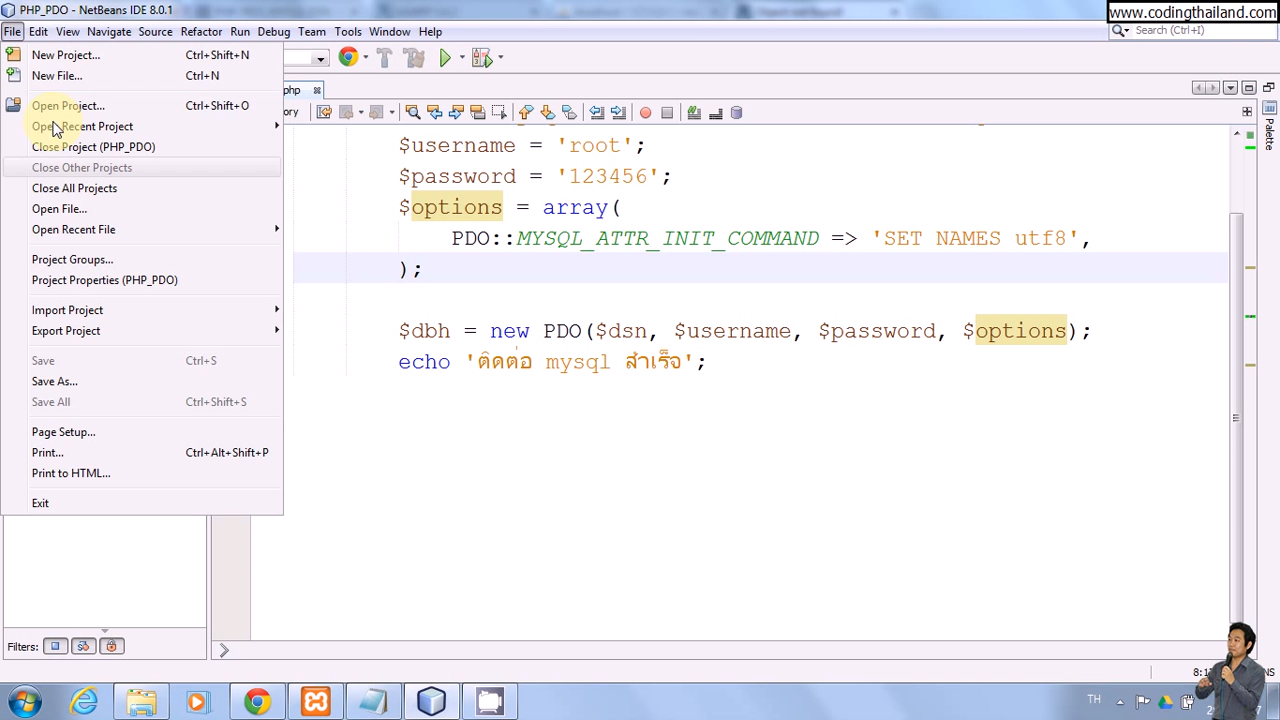 PHP_PDO - NetBeans IDE 8.0.1
www.codingthailand.com
File Edit View Navigate Source Refactor Run Debug Team Tools Window Help
Search (Ctrl+I)
New Project... Ctrl+Shift+N
New File... Ctrl+N
Open Project... Ctrl+Shift+O
Open Recent Project
Close Project (PHP_PDO)
Close Other Projects
Close All Projects
Open File...
Open Recent File
Project Groups...
Project Properties (PHP_PDO)
Import Project
Export Project
Save Ctrl+S
Save As...
Save All Ctrl+Shift+S
Page Setup...
Print... Ctrl+Alt+Shift+P
Print to HTML...
Exit
Palette
$username = 'root';
$password = '123456';
$options = array(
PDO::MYSQL_ATTR_INIT_COMMAND => 'SET NAMES utf8',
);
$dbh = new PDO($dsn, $username, $password, $options);
echo 'ติดต่อ mysql สำเร็จ';
Filters:
TH